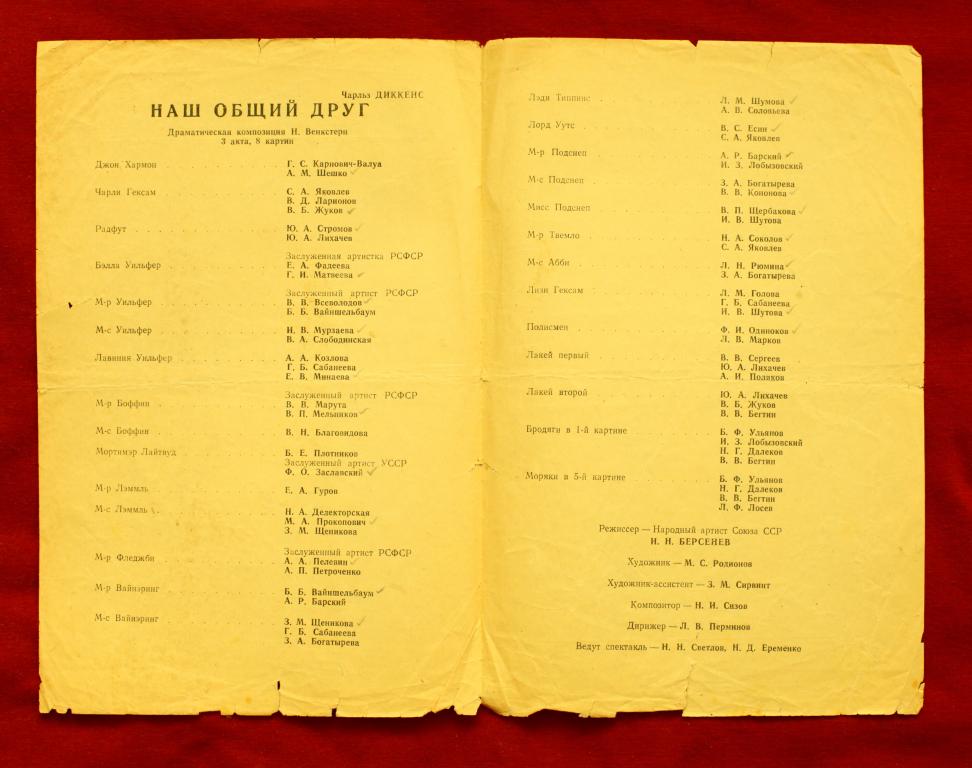 Чарльз ДИККЕНС
НАШ ОБЩИЙ ДРУГ
Драматическая композиция Н. Венкстерн
3 акта, 8 картин
Джон Хармон . . . Г. С. Карнович-Валуа
А. М. Шешко
Чарли Гексам . . . С. А. Яковлев
В. Д. Ларионов
В. Б. Жуков
Радфут . . . Ю. А. Стромов
Ю. А. Лихачев
Заслуженная артистка РСФСР
Бэлла Уильфер . . . Е. А. Фадеева
Г. И. Матвеева
Заслуженный артист РСФСР
М-р Уильфер . . . В. В. Всеволодов
Б. Б. Вайншельбаум
М-с Уильфер . . . Н. В. Мурзаева
В. А. Слободинская
Лавиния Уильфер . . . А. А. Козлова
Г. Б. Сабанеева
Е. В. Минаева
Заслуженный артист РСФСР
М-р Боффин . . . В. В. Марута
В. П. Мельников
М-с Боффин . . . В. Н. Благовидова
Мортимэр Лайтвуд . . . Б. Е. Плотников
Заслуженный артист УССР
Ф. О. Заславский
М-р Лэммль . . . Е. А. Гуров
М-с Лэммль . . . Н. А. Делекторская
М. А. Прокопович
З. М. Щеникова
Заслуженный артист РСФСР
М-р Фледжби . . . А. А. Пелевин
А. П. Петроченко
М-р Вайнэринг . . . Б. Б. Вайншельбаум
А. Р. Барский
М-с Вайнэринг . . . З. М. Щеникова
Г. Б. Сабанеева
З. А. Богатырева
Лэди Типпинс . . . Л. М. Шумова
А. В. Соловьева
Лорд Уутс . . . В. С. Есин
С. А. Яковлев
М-р Подснеп . . . А. Р. Барский
И. З. Лобызовский
М-с Подснеп . . . З. А. Богатырева
В. В. Кононова
Мисс Подснеп . . . В. П. Щербакова
И. В. Шутова
М-р Твемло . . . Н. А. Соколов
С. А. Яковлев
М-с Абби . . . Л. Н. Рюмина
З. А. Богатырева
Лизи Гексам . . . Л. М. Голова
Г. Б. Сабанеева
И. В. Шутова
Полисмен . . . Ф. И. Одиноков
Л. В. Марков
Лакей первый . . . В. В. Сергеев
Ю. А. Лихачев
А. И. Поляков
Лакей второй . . . Ю. А. Лихачев
В. Б. Жуков
В. В. Бегтин
Бродяги в 1-й картине . . . Б. Ф. Ульянов
И. З. Лобызовский
Н. Г. Далеков
В. В. Бегтин
Моряки в 5-й картине . . . Б. Ф. Ульянов
Н. Г. Далеков
В. В. Бегтин
Л. Ф. Лосев
Режиссер — Народный артист Союза ССР
И. Н. БЕРСЕНЕВ
Художник — М. С. Родионов
Художник-ассистент — З. М. Сирвинт
Композитор — Н. И. Сизов
Дирижер — Л. В. Перминов
Ведут спектакль — Н. Н. Светлов, Н. Д. Еременко